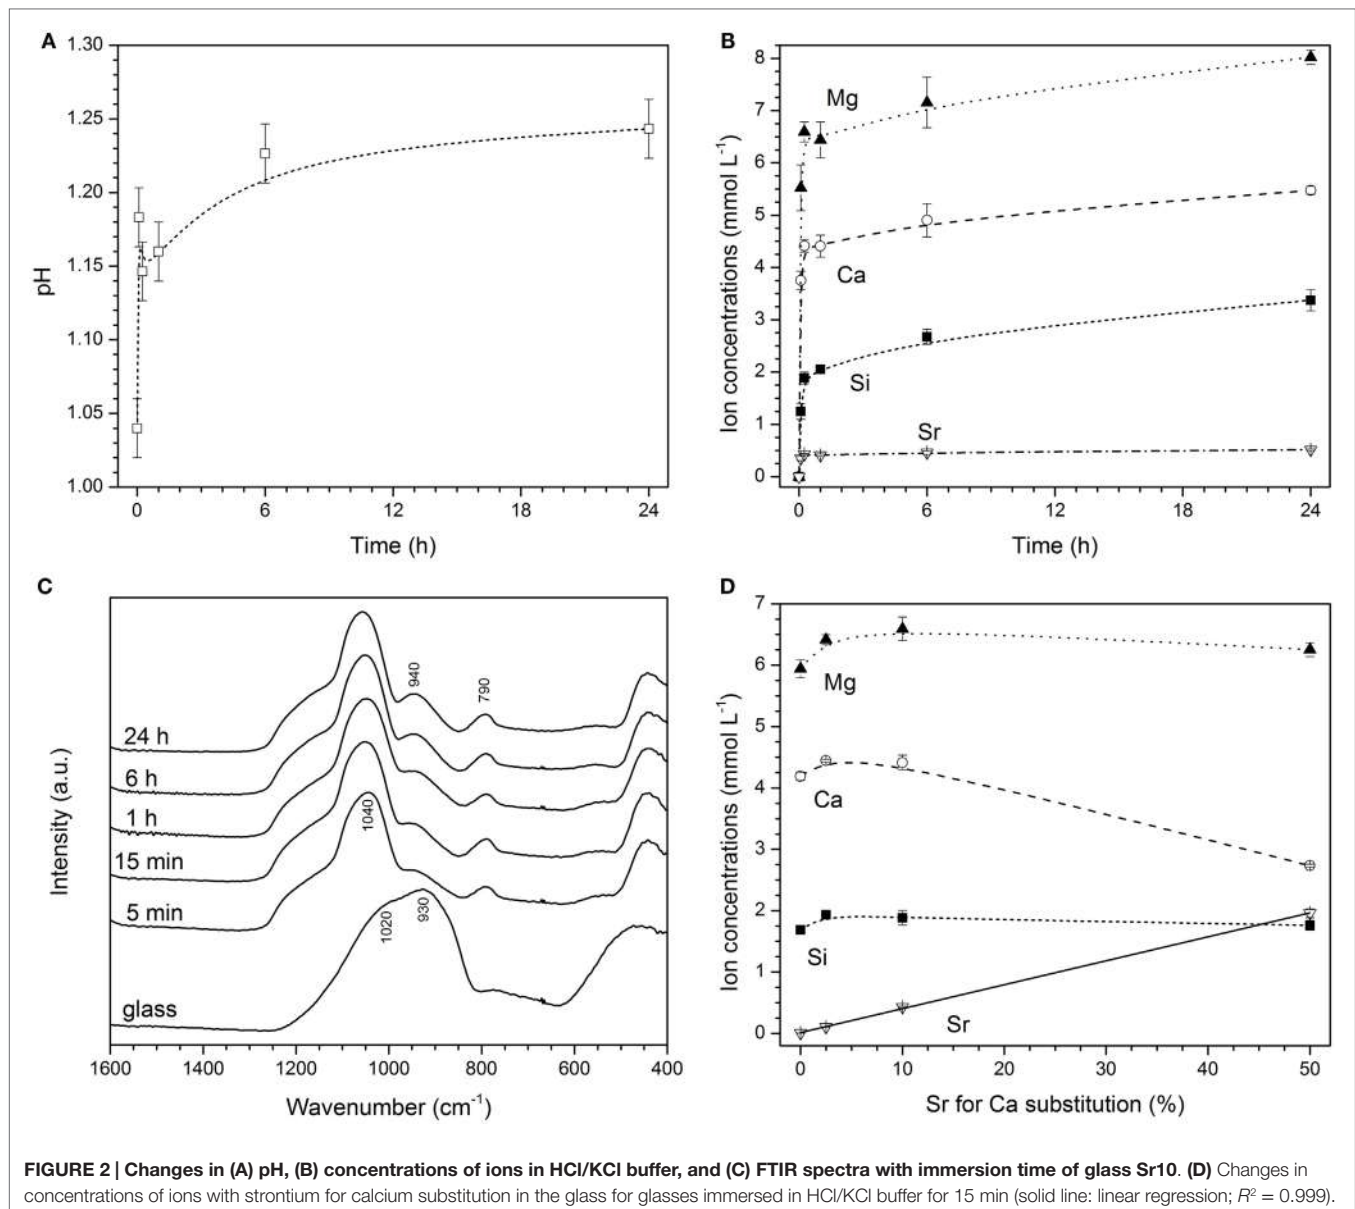 A
1.30
1.25
1.20
1.15
1.10
1.05
1.00
pH
0 6 12 18 24
Time (h)
B
8
7
6
5
4
3
2
1
0
Ion concentrations (mmol L⁻¹)
Mg
Ca
Si
Sr
0 6 12 18 24
Time (h)
C
Intensity (a.u.)
940
790
24 h
6 h
1 h
1040
15 min
5 min
1020
930
glass
1600 1200 1000 800 600 400
Wavenumber (cm⁻¹)
D
7
6
5
4
3
2
1
0
Ion concentrations (mmol L⁻¹)
Mg
Ca
Si
Sr
0 10 20 30 40 50
Sr for Ca substitution (%)
FIGURE 2 | Changes in (A) pH, (B) concentrations of ions in HCl/KCl buffer, and (C) FTIR spectra with immersion time of glass Sr10. (D) Changes in
concentrations of ions with strontium for calcium substitution in the glass for glasses immersed in HCl/KCl buffer for 15 min (solid line: linear regression; R² = 0.999).